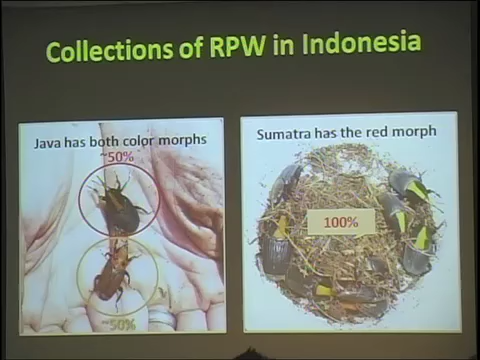 Collections of RPW in Indonesia
Java has both color morphs
~50%
~50%
Sumatra has the red morph
100%